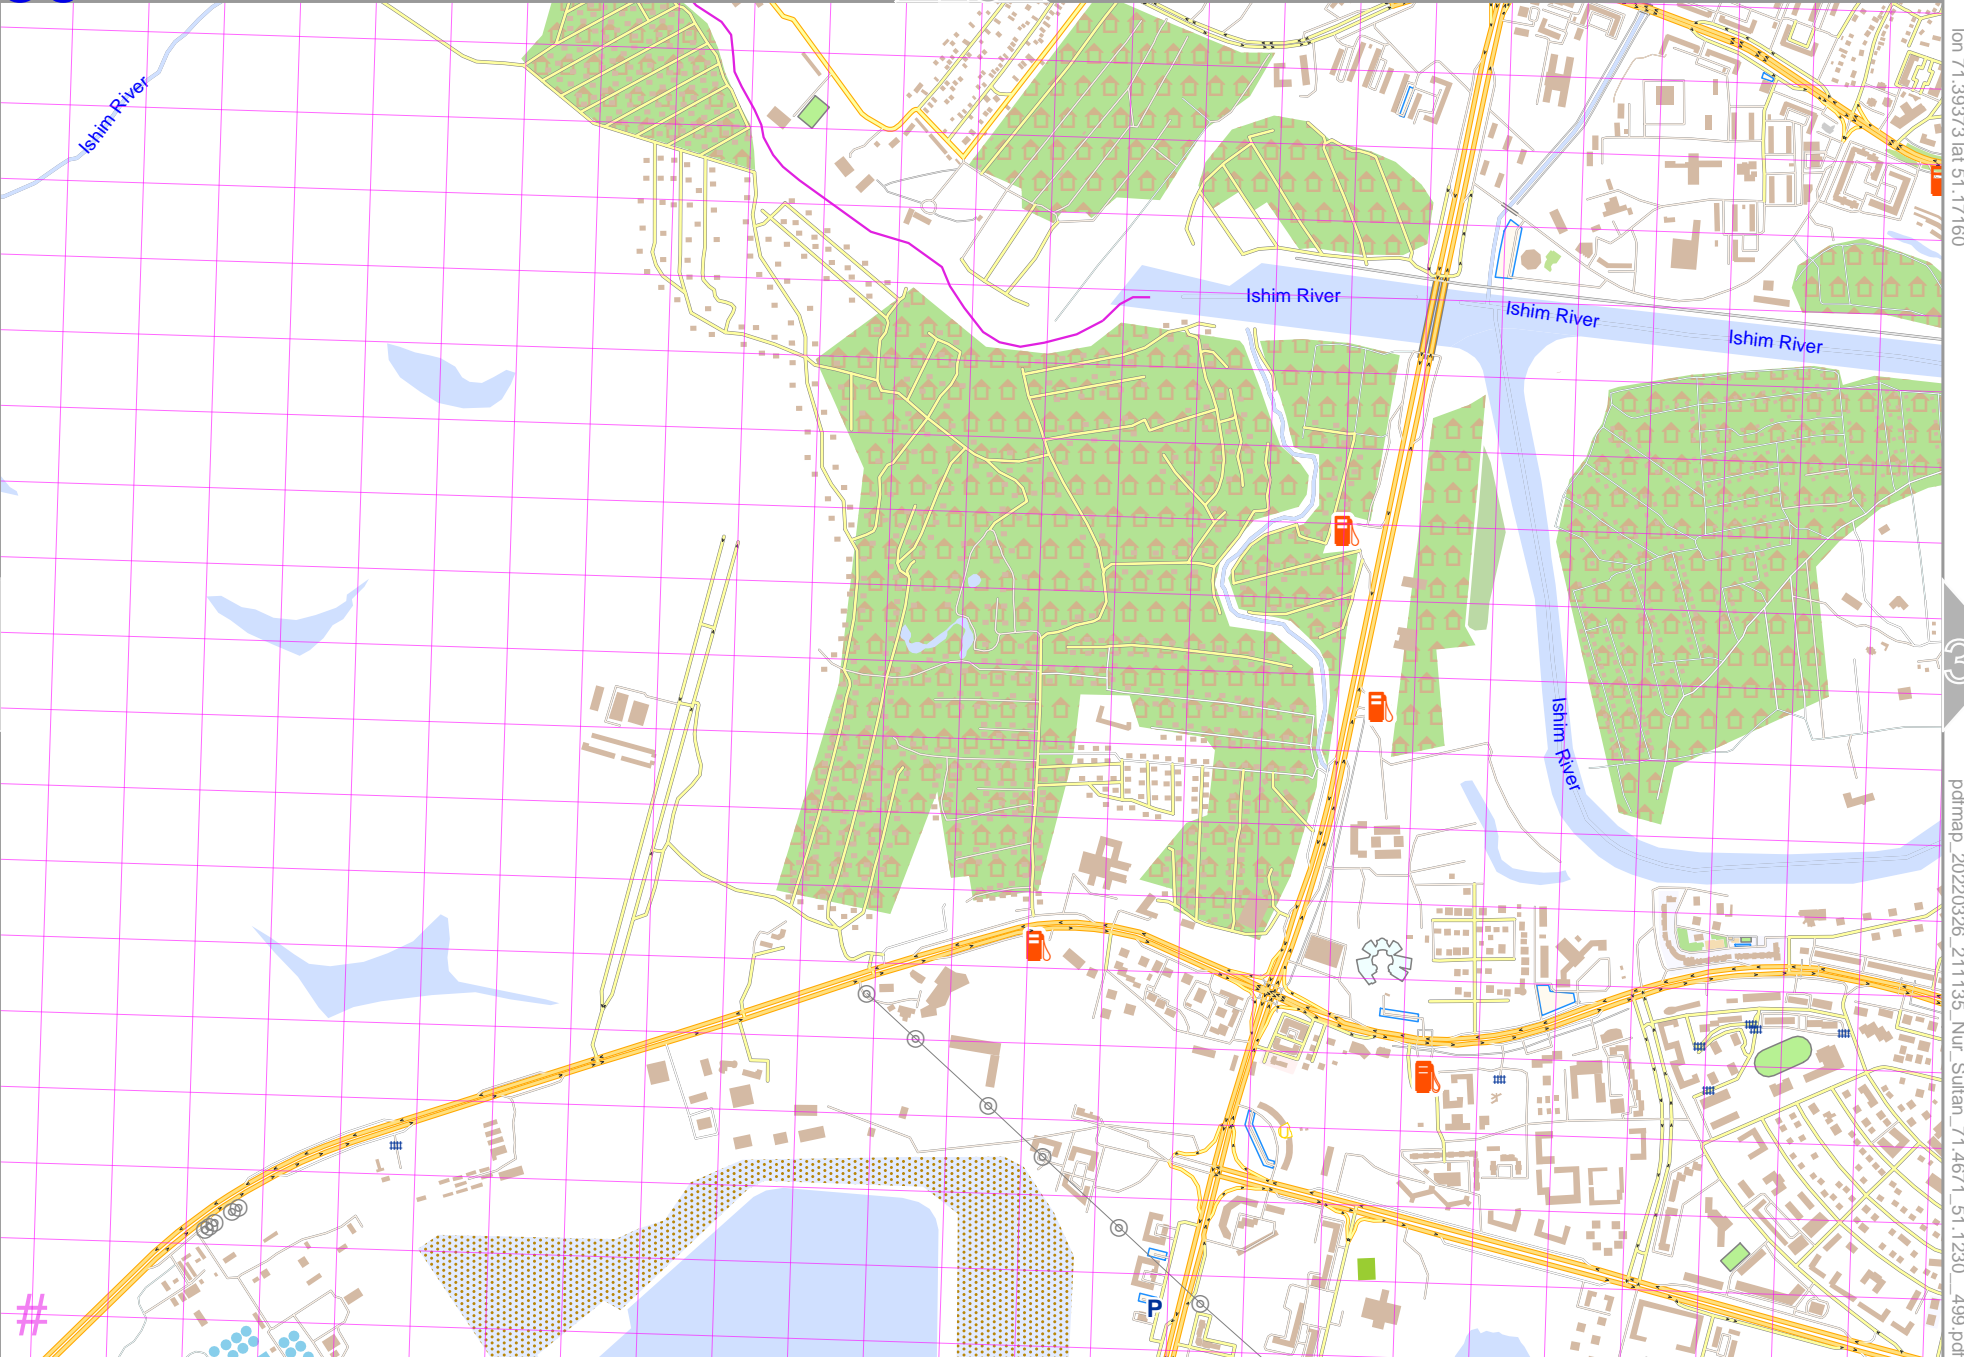 Ishim River
Ishim River
Ishim River
Ishim River
Ishim River
P
#
lon 71.39373 lat 51.17160
pdfmap_20220326_211135_Nur_Sultan_71.4671_51.1230_499.pdf